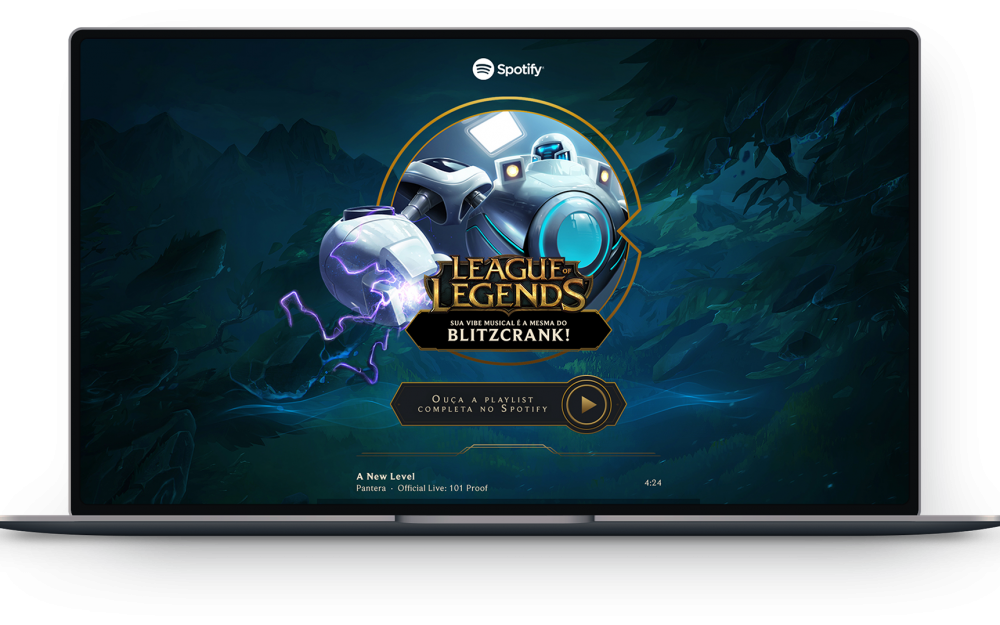 Spotify
LEAGUE OF
LEGENDS
SUA VIBE MUSICAL É A MESMA DO
BLITZCRANK!
OUÇA A PLAYLIST
COMPLETA NO SPOTIFY
A New Level
Pantera - Official Live: 101 Proof
4:24